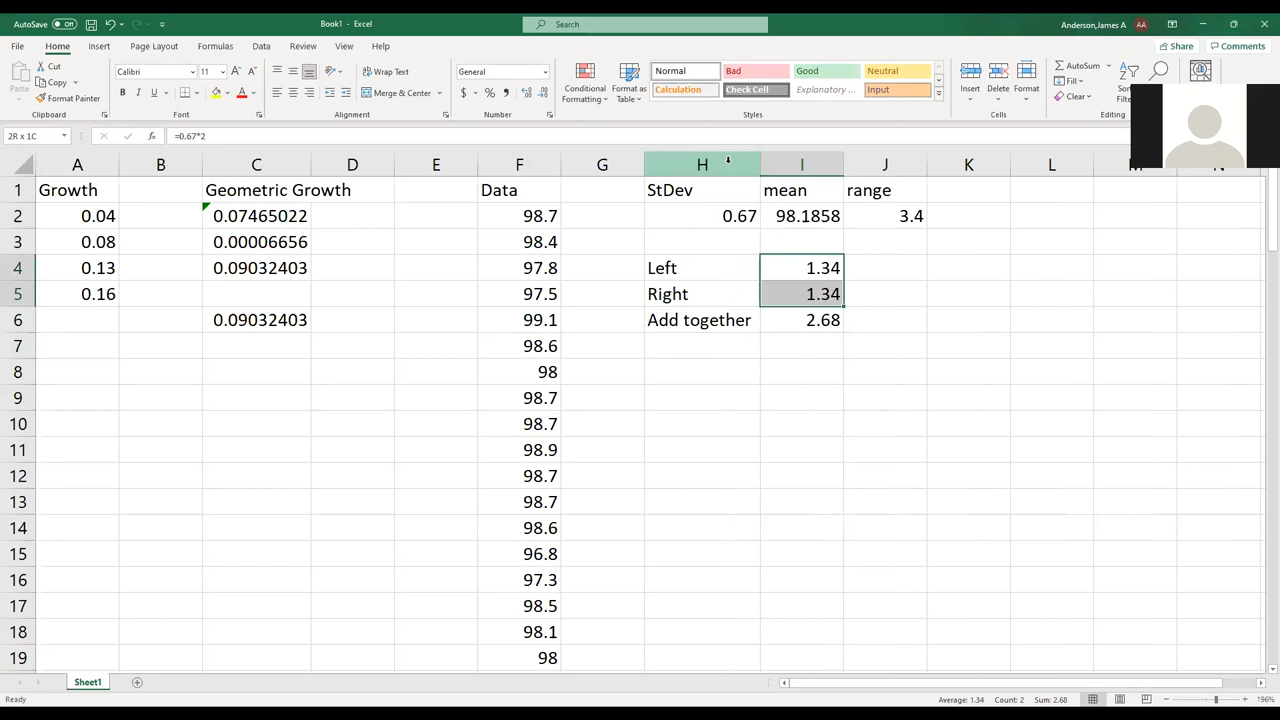 AutoSave Off Book1 - Excel Search Anderson,James A AA
File Home Insert Page Layout Formulas Data Review View Help Share Comments
Paste Cut Copy Format Painter Calibri 11 Wrap Text Merge & Center General Conditional Formatting Format as Table Normal Bad Good Neutral Calculation Check Cell Explanatory ... Input Insert Delete Format AutoSum Fill Clear
Clipboard Font Alignment Number Styles Cells Editing
2R x 1C fx =0.67*2
A B C D E F G H I J K L
1 Growth Geometric Growth Data StDev mean range
2 0.04 0.07465022 98.7 0.67 98.1858 3.4
3 0.08 0.00006656 98.4
4 0.13 0.09032403 97.8 Left 1.34
5 0.16 97.5 Right 1.34
6 0.09032403 99.1 Add together 2.68
7 98.6
8 98
9 98.7
10 98.7
11 98.9
12 98.7
13 98.7
14 98.6
15 96.8
16 97.3
17 98.5
18 98.1
19 98
Sheet1
Ready Average: 1.34 Count: 2 Sum: 2.68 196%